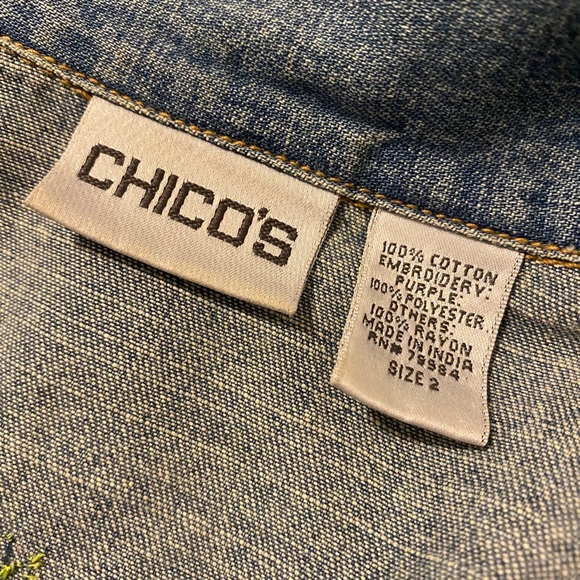 CHICO'S
100% COTTON
EMBROIDERY:
PURPLE:
100% POLYESTER
OTHERS:
100% RAYON
MADE IN INDIA
RN# 79984
SIZE 2